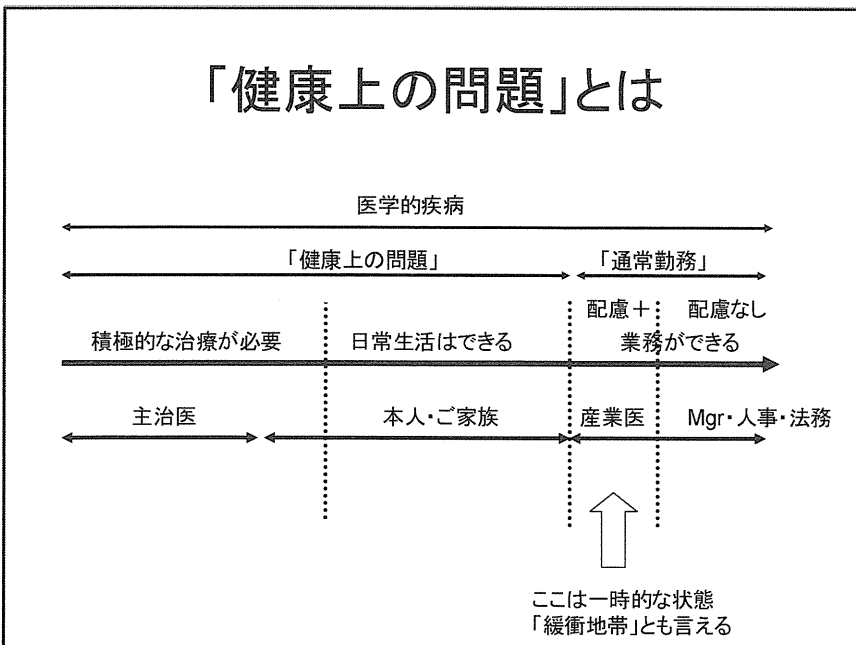 「健康上の問題」とは
医学的疾病
「健康上の問題」 「通常勤務」
配慮＋ 配慮なし
積極的な治療が必要 日常生活はできる 業務ができる
主治医 本人・ご家族 産業医 Mgr・人事・法務
ここは一時的な状態
「緩衝地帯」とも言える